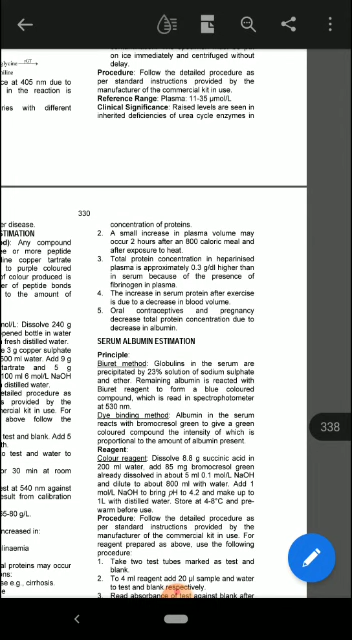 glycine
biline
ce at 405 nm due to
in the reaction is
ries with different
on ice immediately and centrifuged without
delay.
Procedure: Follow the detailed procedure as
per standard instructions provided by the
manufacturer of the commercial kit in use.
Reference Range: Plasma: 11-35 µmol/L
Clinical Significance: Raised levels are seen in
inherited deficiencies of urea cycle enzymes in
330
er disease.
STIMATION
od): Any compound
e or more peptide
line copper tartrate
to purple coloured
of colour produced is
er of peptide bonds
to the amount of
mol/L: Dissolve 240 g
opened bottle in water
fresh distilled water.
e 3 g copper sulphate
500 ml water. Add 9 g
tartrate and 5 g
100 ml 6 mol/L NaOH
distilled water.
etailed procedure as
s provided by the
mercial kit in use. For
above follow the
test and blank. Add 5
th.
to test and water to
or 30 min at room
est at 540 nm against
esult from calibration
65-80 g/L.
ncreased in:
linaemia
al proteins may occur
ns:
se e.g., cirrhosis
concentration of proteins.
2. A small increase in plasma volume may
occur 2 hours after an 800 caloric meal and
after exposure to heat.
3. Total protein concentration in heparinised
plasma is approximately 0.3 g/dl higher than
in serum because of the presence of
fibrinogen in plasma.
4. The increase in serum protein after exercise
is due to a decrease in blood volume.
5. Oral contraceptives and pregnancy
decrease total protein concentration due to
decrease in albumin.
SERUM ALBUMIN ESTIMATION
Principle:
Biuret method: Globulins in the serum are
precipitated by 23% solution of sodium sulphate
and ether. Remaining albumin is reacted with
Biuret reagent to form a blue coloured
compound, which is read in spectrophotometer
at 530 nm.
Dye binding method: Albumin in the serum
reacts with bromocresol green to give a green
coloured compound the intensity of which is
proportional to the amount of albumin present.
Reagent:
Colour reagent: Dissolve 8.8 g succinic acid in
200 ml water. add 85 mg bromocresol green
already dissolved in about 5 ml 0.1 mol/L NaOH
and dilute to about 800 ml with water. Add 1
mol/L NaOH to bring pH to 4.2 and make up to
1L with distilled water. Store at 4-8°C and pre-
warm before use.
Procedure: Follow the detailed procedure as
per standard instructions provided by the
manufacturer of the commercial kit in use. For
reagent prepared as above, use the following
procedure:
1. Take two test tubes marked as test and
blank.
2. To 4 ml reagent add 20 µl sample and water
to test and blank respectively.
3. Read absorbance of test against blank after
338